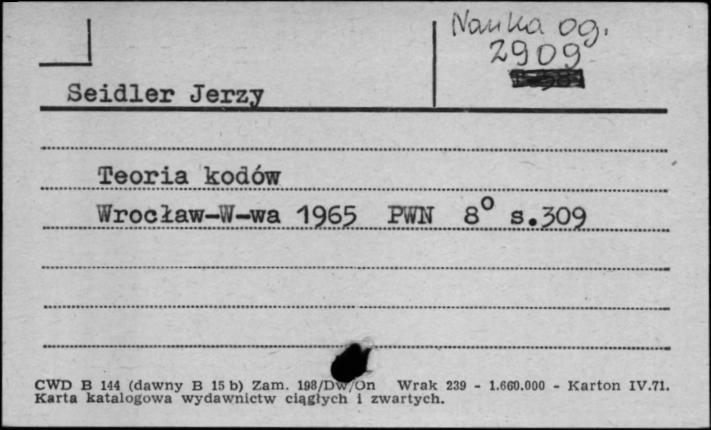 Nauka og.
2909
Seidler Jerzy
Teoria kodów
Wrocław-W-wa 1965 PWN 8° s.309
CWD B 144 (dawny B 15 b) Zam. 198/Dw/On Wrak 239 - 1.660.000 - Karton IV.71.
Karta katalogowa wydawnictw ciągłych i zwartych.